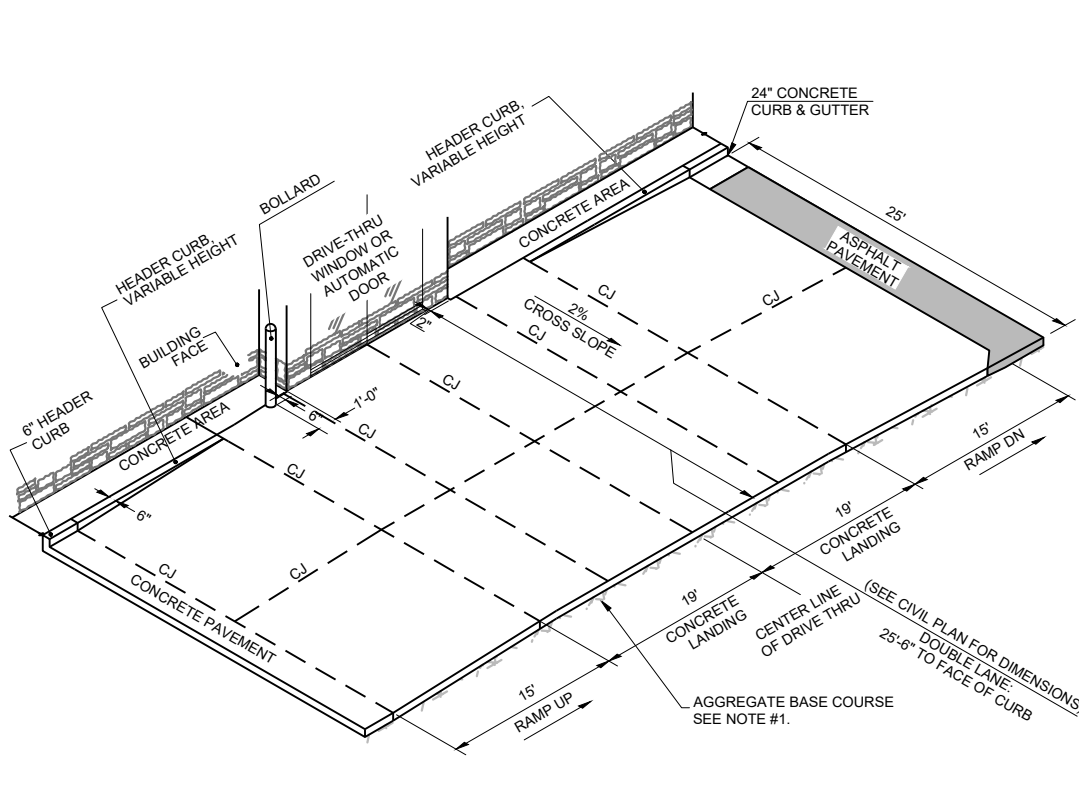 24" CONCRETE
CURB & GUTTER
HEADER CURB,
VARIABLE HEIGHT
BOLLARD
CONCRETE AREA
25'
ASPHALT
PAVEMENT
HEADER CURB,
VARIABLE HEIGHT
DRIVE-THRU
WINDOW OR
AUTOMATIC
DOOR
CJ
CJ
2%
CROSS SLOPE
CJ
BUILDING
FACE
2"
CJ
1'-0"
6"
CJ
6" HEADER
CURB
CONCRETE AREA
15'
RAMP DN
CJ
6"
19'
CONCRETE
LANDING
CJ
CJ
CONCRETE PAVEMENT
19'
CONCRETE
LANDING
CENTER LINE
OF DRIVE THRU
(SEE CIVIL PLAN FOR DIMENSIONS)
DOUBLE LANE:
25'-6" TO FACE OF CURB
15'
RAMP UP
AGGREGATE BASE COURSE
SEE NOTE #1.